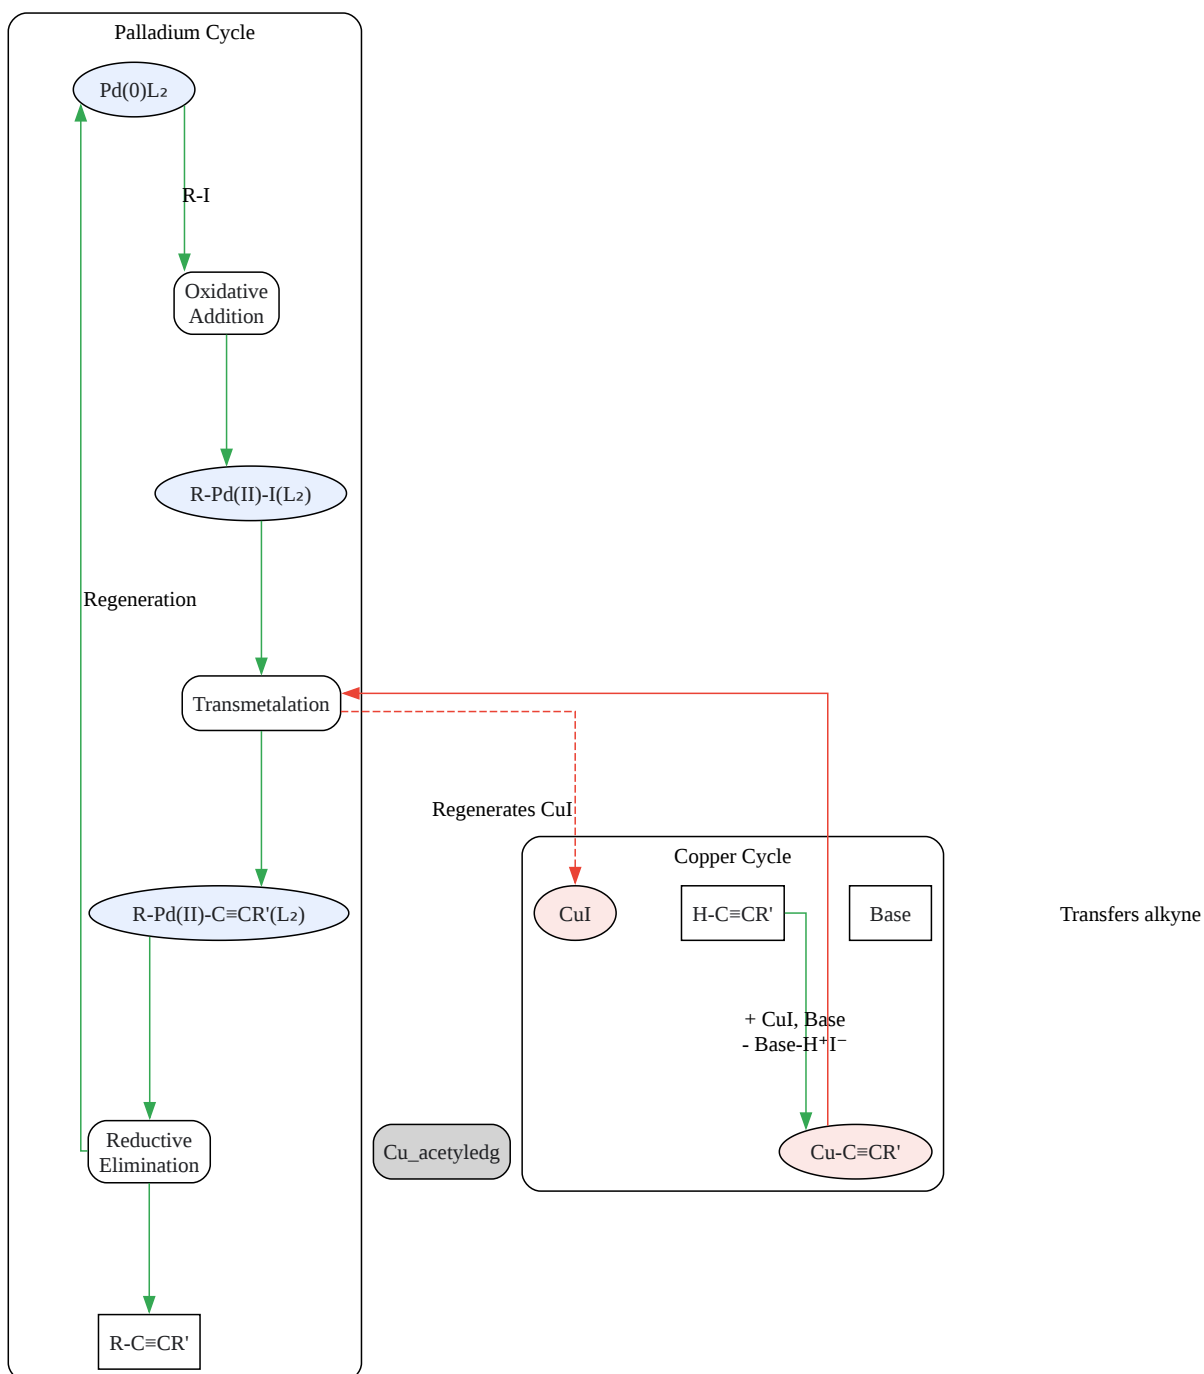 Palladium Cycle
Pd(0)L₂
R-I
Oxidative
Addition
R-Pd(II)-I(L₂)
Regeneration
Transmetalation
Regenerates CuI
Copper Cycle
CuI
H-C≡CR'
Base
Transfers alkyne
R-Pd(II)-C≡CR'(L₂)
+ CuI, Base
- Base-H⁺I⁻
Reductive
Elimination
Cu_acetyledg
Cu-C≡CR'
R-C≡CR'